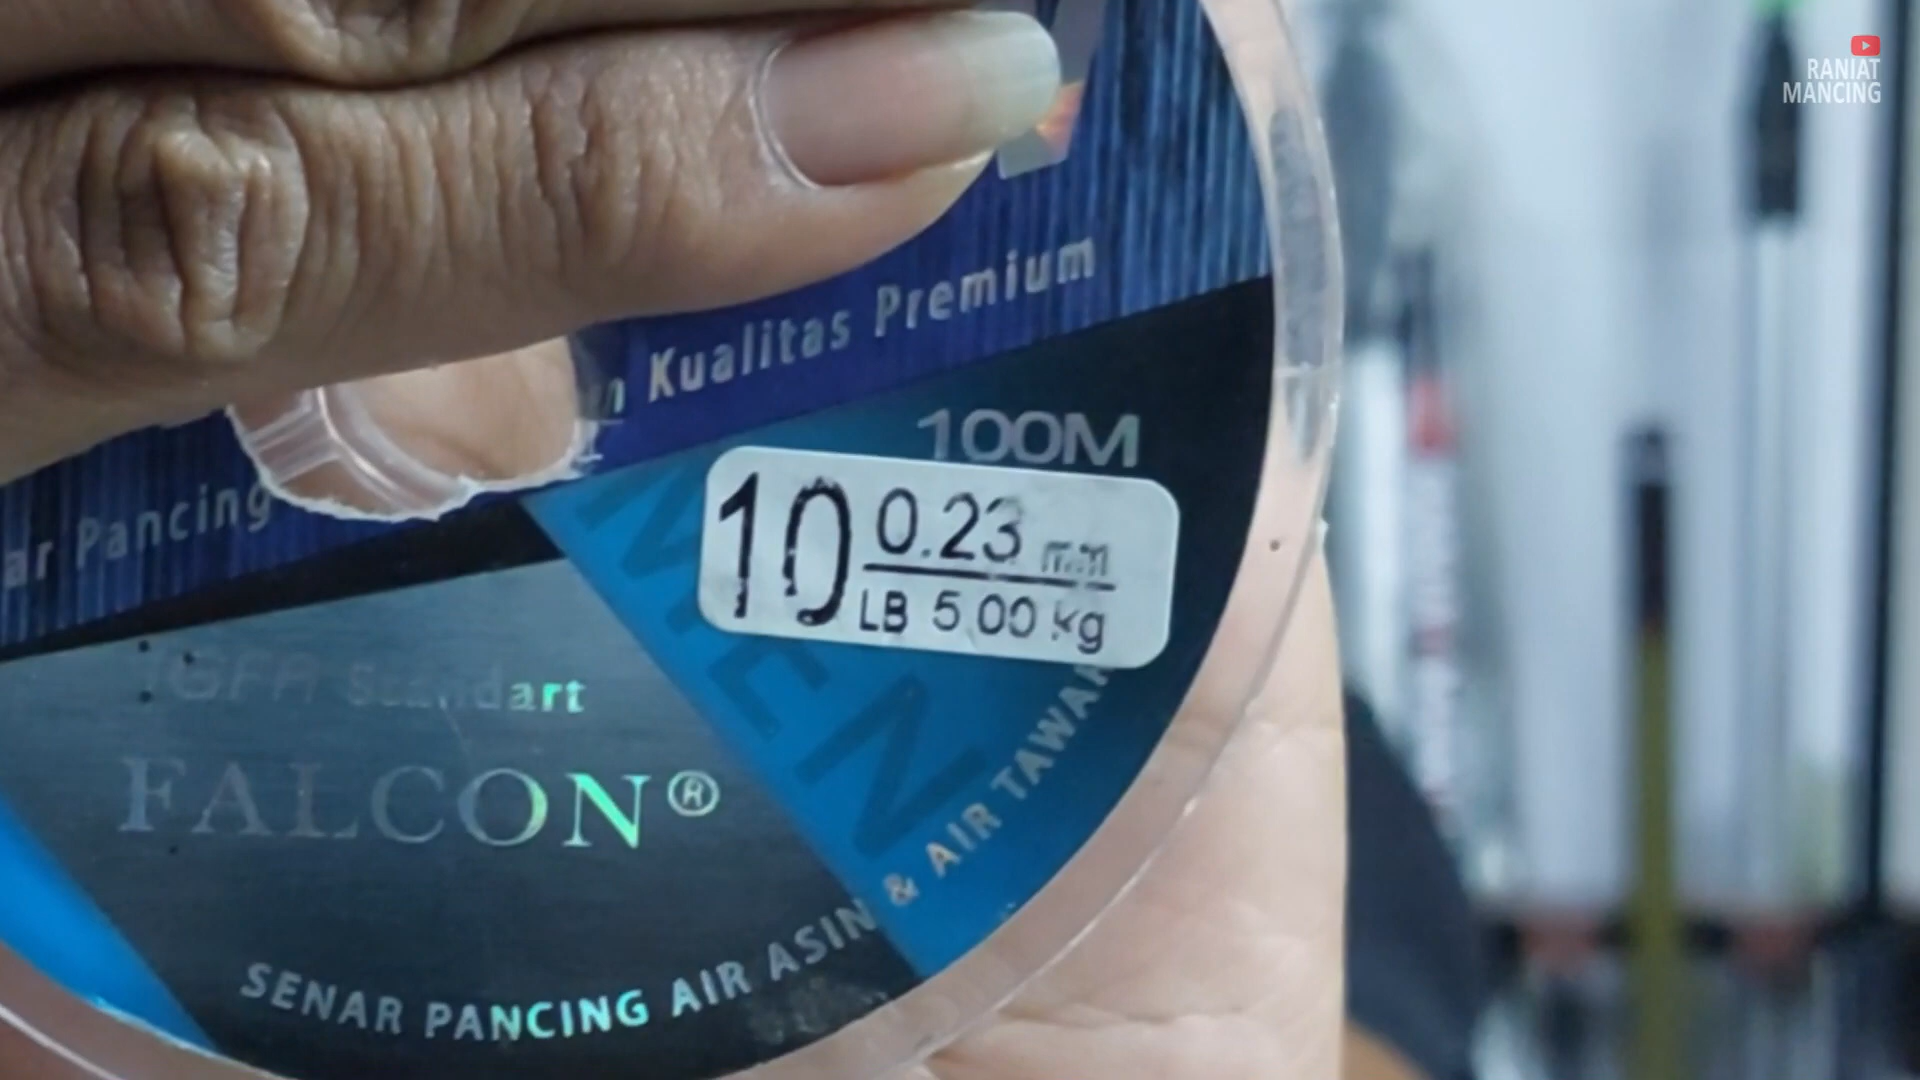 RANIAT
MANCING
Kualitas Premium
Pancing
100M
10 0.23 mm
LB 5.00 kg
IGFA Standart
FALCON®
SENAR PANCING AIR ASIN & AIR TAWAR